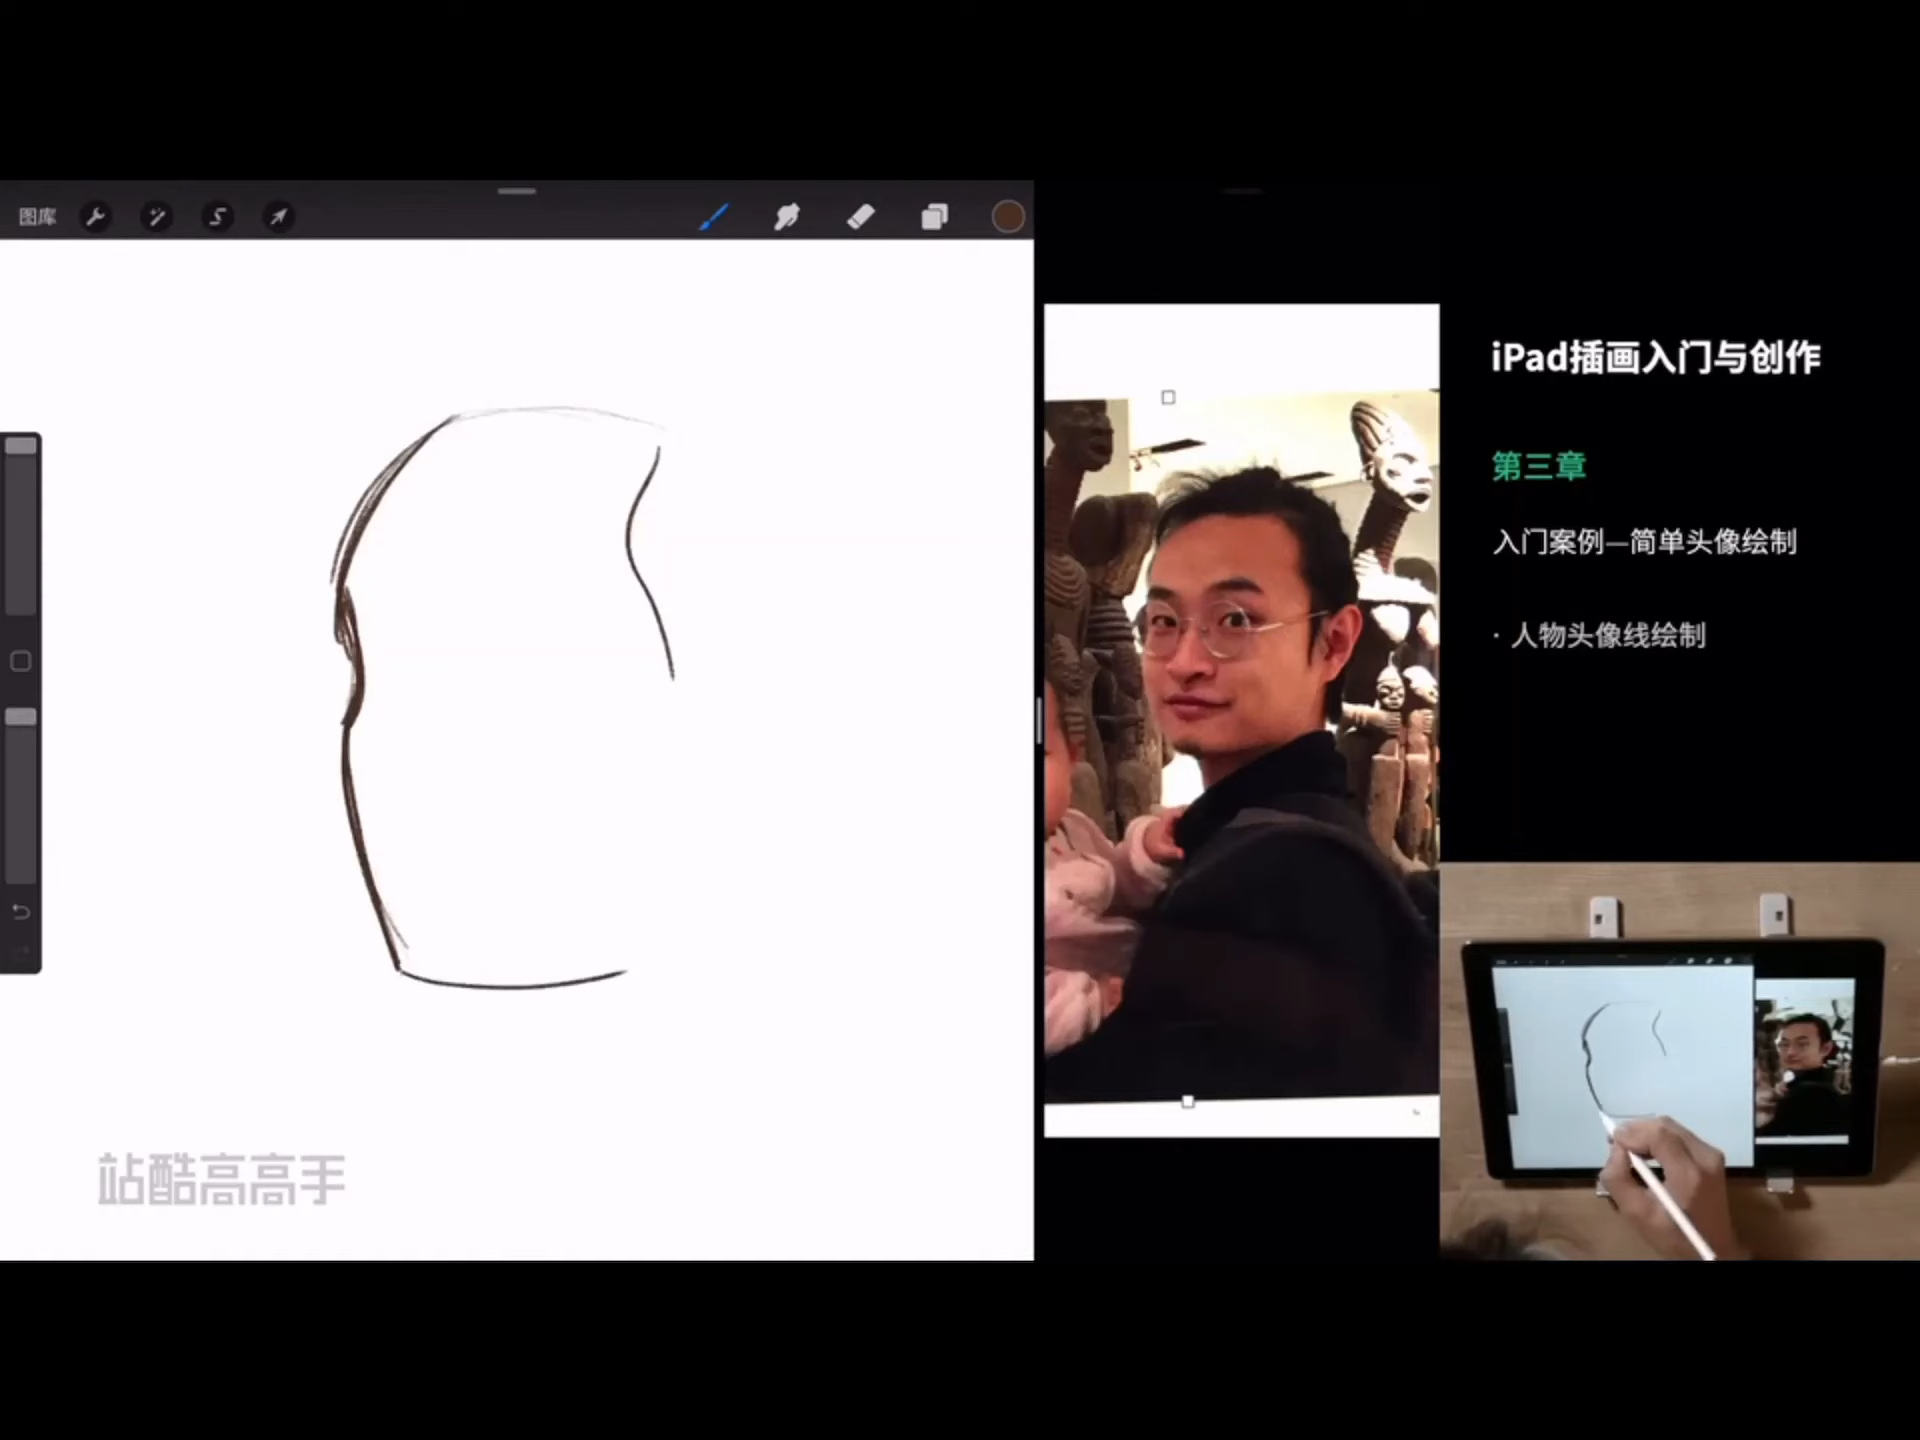 图库
iPad插画入门与创作
第三章
入门案例—简单头像绘制
· 人物头像线绘制
站酷高高手